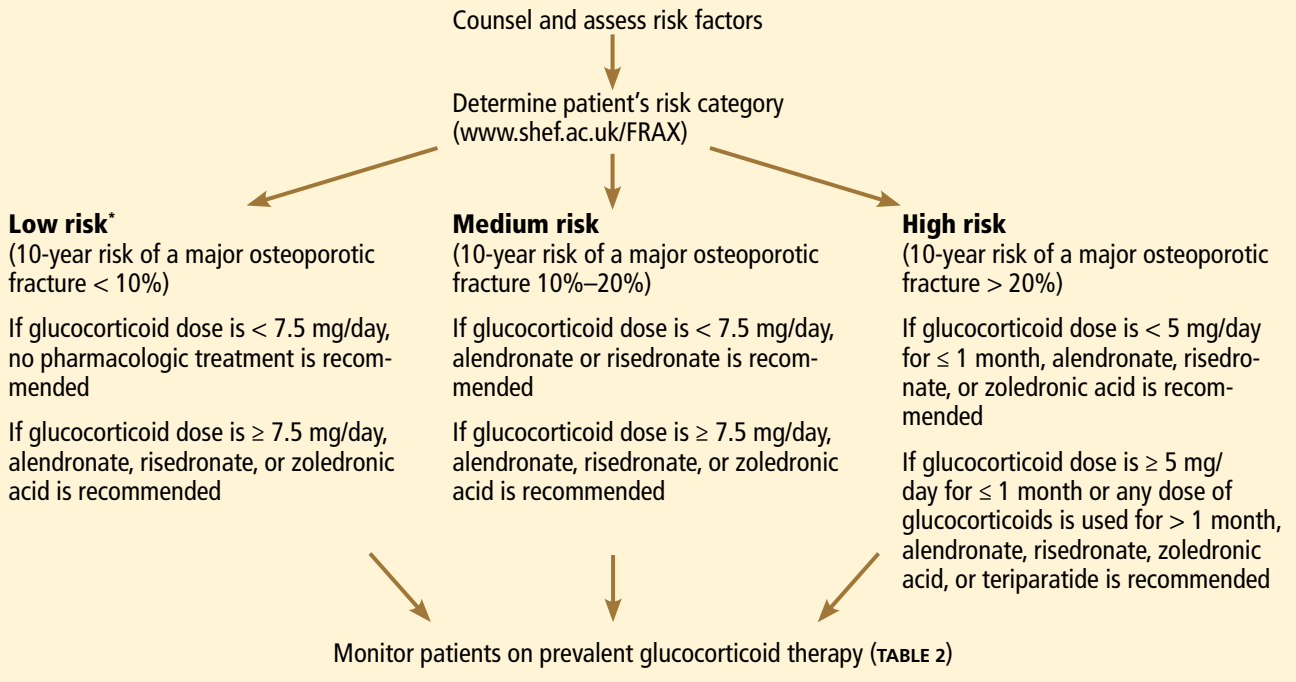 Counsel and assess risk factors
Determine patient's risk category
(www.shef.ac.uk/FRAX)
Low risk*
(10-year risk of a major osteoporotic
fracture < 10%)
If glucocorticoid dose is < 7.5 mg/day,
no pharmacologic treatment is recom-
mended
If glucocorticoid dose is ≥ 7.5 mg/day,
alendronate, risedronate, or zoledronic
acid is recommended
Medium risk
(10-year risk of a major osteoporotic
fracture 10%–20%)
If glucocorticoid dose is < 7.5 mg/day,
alendronate or risedronate is recom-
mended
If glucocorticoid dose is ≥ 7.5 mg/day,
alendronate, risedronate, or zoledronic
acid is recommended
High risk
(10-year risk of a major osteoporotic
fracture > 20%)
If glucocorticoid dose is < 5 mg/day
for ≤ 1 month, alendronate, risedro-
nate, or zoledronic acid is recom-
mended
If glucocorticoid dose is ≥ 5 mg/
day for ≤ 1 month or any dose of
glucocorticoids is used for > 1 month,
alendronate, risedronate, zoledronic
acid, or teriparatide is recommended
Monitor patients on prevalent glucocorticoid therapy (TABLE 2)